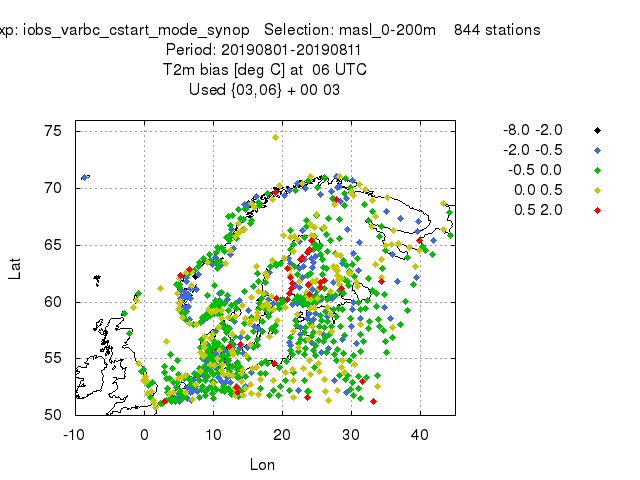 xp: iobs_varbc_cstart_mode_synop Selection: masl_0-200m 844 stations
Period: 20190801-20190811
T2m bias [deg C] at 06 UTC
Used {03,06} + 00 03
-8.0 -2.0
-2.0 -0.5
-0.5 0.0
0.0 0.5
0.5 2.0
75
70
65
60
55
50
Lat
-10 0 10 20 30 40
Lon